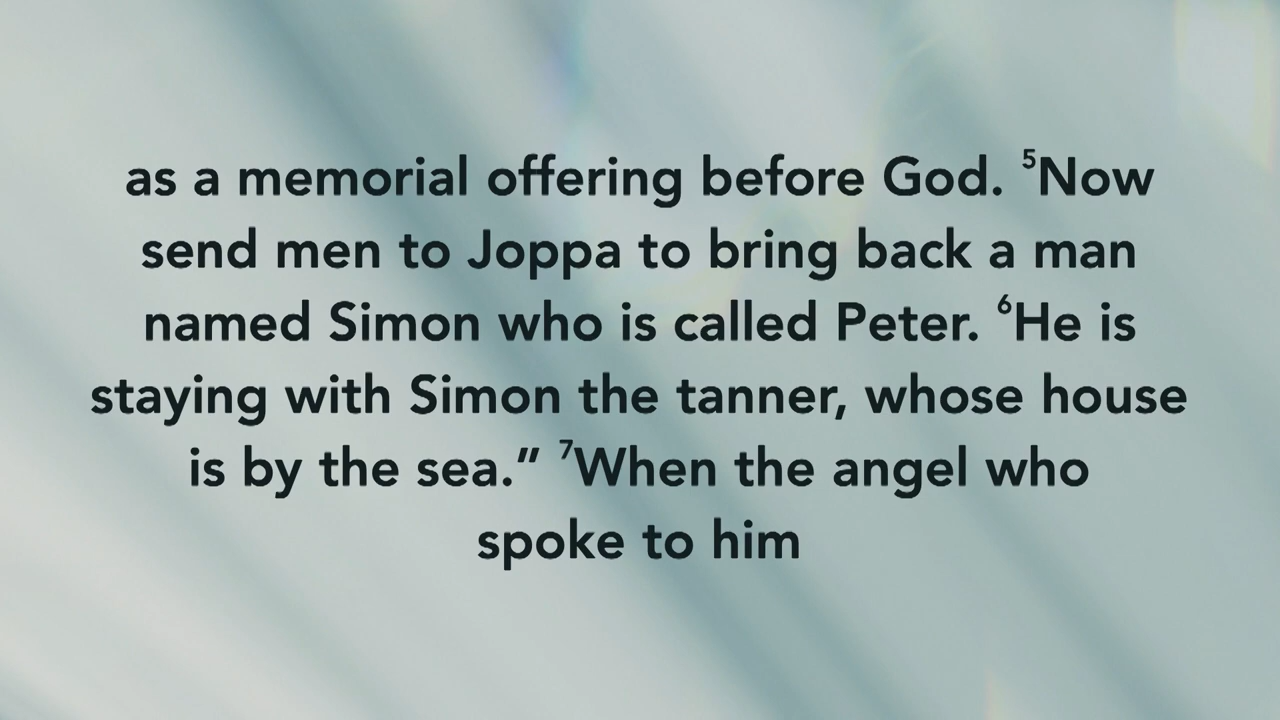 as a memorial offering before God. ⁵Now
send men to Joppa to bring back a man
named Simon who is called Peter. ⁶He is
staying with Simon the tanner, whose house
is by the sea.” ⁷When the angel who
spoke to him